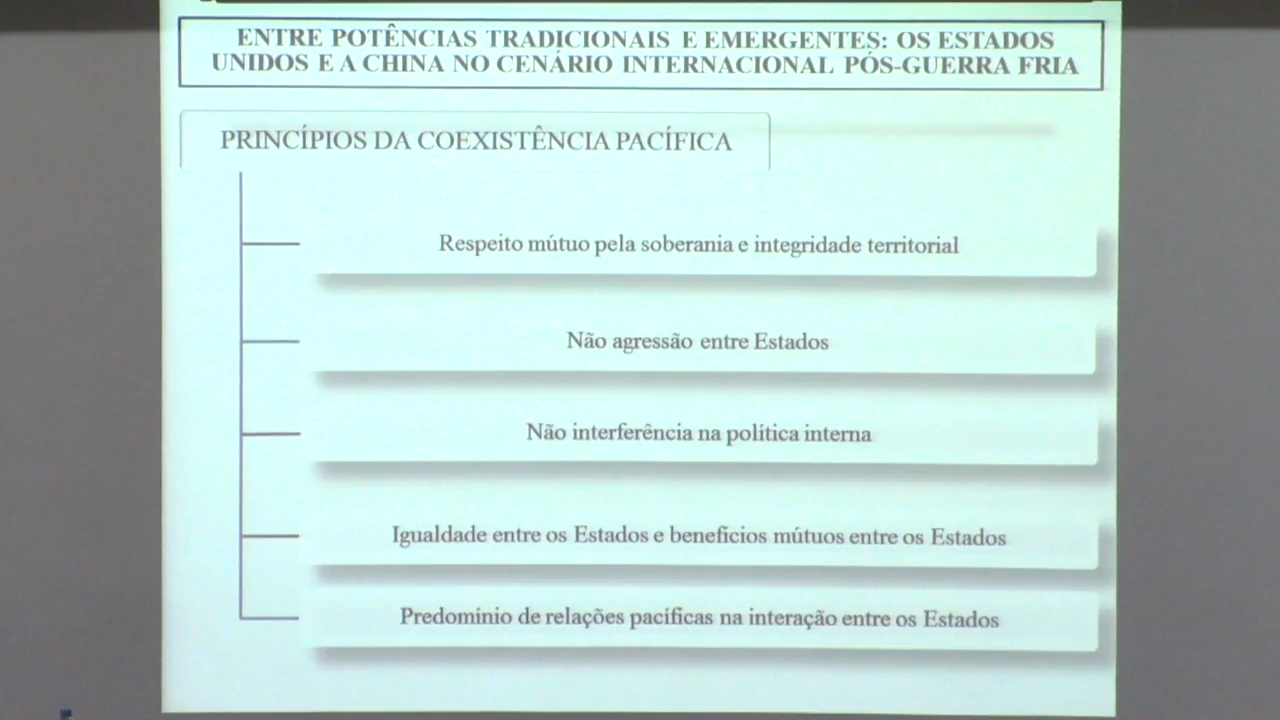 ENTRE POTÊNCIAS TRADICIONAIS E EMERGENTES: OS ESTADOS
UNIDOS E A CHINA NO CENÁRIO INTERNACIONAL PÓS-GUERRA FRIA
PRINCÍPIOS DA COEXISTÊNCIA PACÍFICA
Respeito mútuo pela soberania e integridade territorial
Não agressão entre Estados
Não interferência na política interna
Igualdade entre os Estados e benefícios mútuos entre os Estados
Predomínio de relações pacíficas na interação entre os Estados